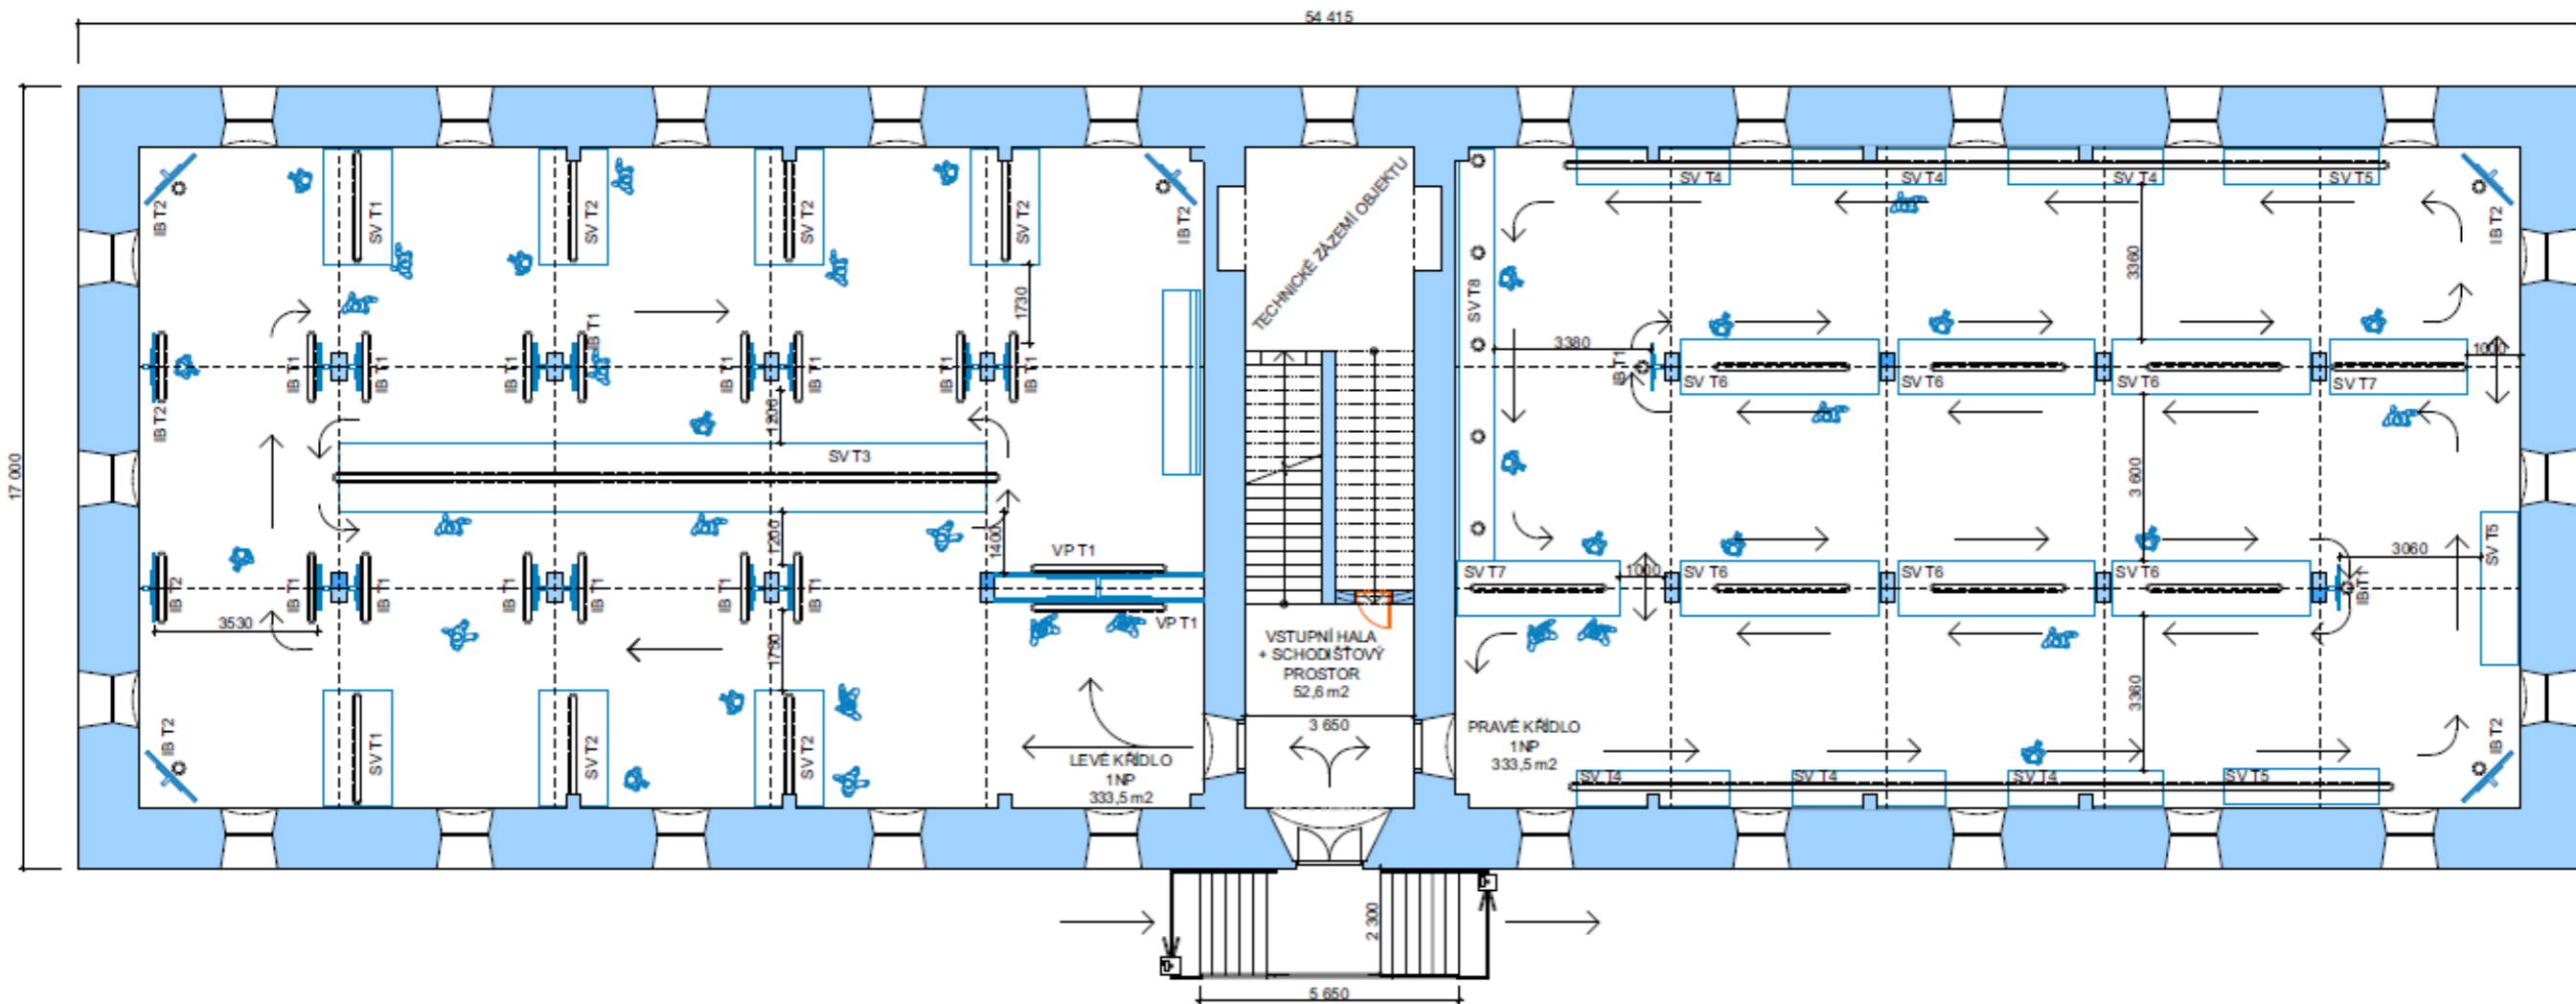 54 415
17 000
IB T2
SV T1
SV T2
SV T2
SV T2
IB T2
1730
IB T1
IB T2
IB T1
IB T1
IB T1
IB T1
IB T1
IB T1
IB T1
IB T1
1200
SV T3
1200
1400
VP T1
VP T1
IB T2
IB T1
IB T1
IB T1
IB T1
IB T1
IB T1
3530
1730
IB T2
SV T1
SV T2
SV T2
LEVÉ KŘÍDLO
1NP
333,5 m2
TECHNICKÉ ZÁZEMÍ OBJEKTU
VSTUPNÍ HALA
+ SCHODIŠŤOVÝ
PROSTOR
52,6 m2
3 650
SV T4
SV T4
SV T4
SV T5
IB T2
SV T8
3360
3380
IB T1
SV T6
SV T6
SV T6
SV T7
1000
3 600
SV T7
1000
SV T6
SV T6
SV T6
3060
IB T1
SV T5
3360
PRAVÉ KŘÍDLO
1NP
333,5 m2
SV T4
SV T4
SV T4
SV T5
IB T2
2 300
5 650